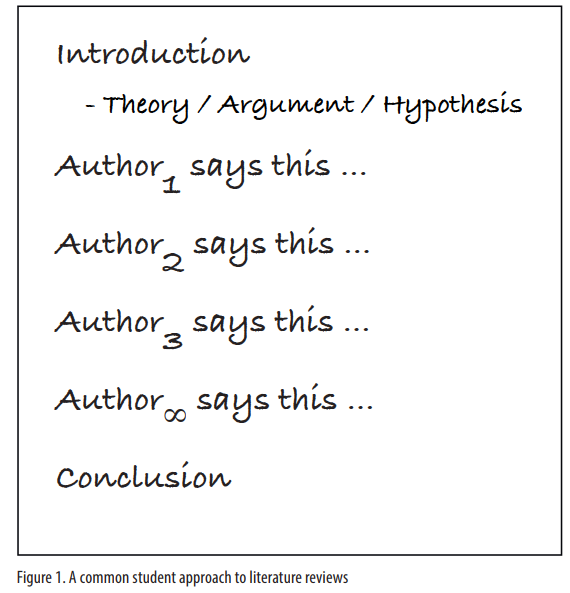 Introduction
- Theory / Argument / Hypothesis
Author₁ says this ...
Author₂ says this ...
Author₃ says this ...
Author∞ says this ...
Conclusion
Figure 1. A common student approach to literature reviews